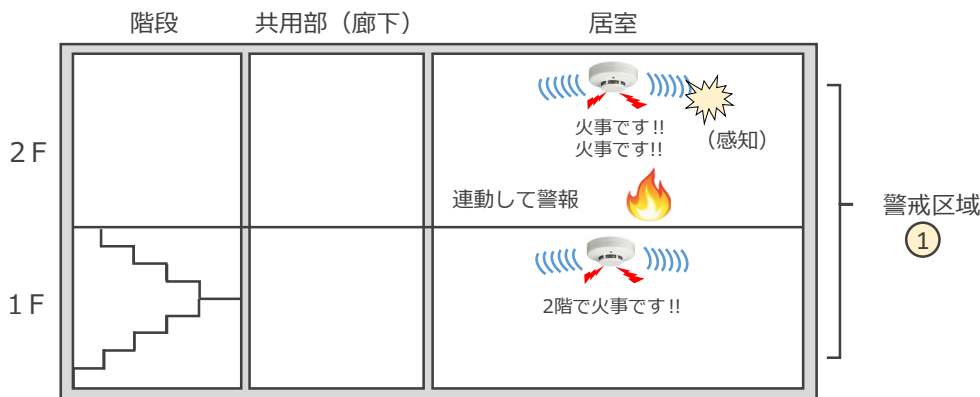 階段
共用部（廊下）
居室
2F
火事です!!
火事です!!
（感知）
連動して警報
警戒区域
1
1F
2階で火事です!!